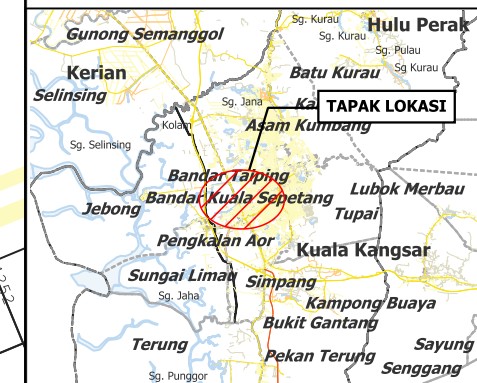 Sg. Kurau
Hulu Perak
Gunong Semanggol
Sg. Kurau
Sg. Pulau
Kerian
Batu Kurau
Sg Kurau
Selinsing
Sg. Jana
TAPAK LOKASI
Kolam
Asam Kumbang
Sg. Selinsing
Bandar Taiping
Lubok Merbau
Bandar Kuala Sepetang
Jebong
Tupai
Pengkalan Aor
Kuala Kangsar
Sungai Limau
Simpang
Sg. Jaha
Kampong Buaya
Bukit Gantang
Terung
Sayung
Pekan Terung
Senggang
Sg. Punggor